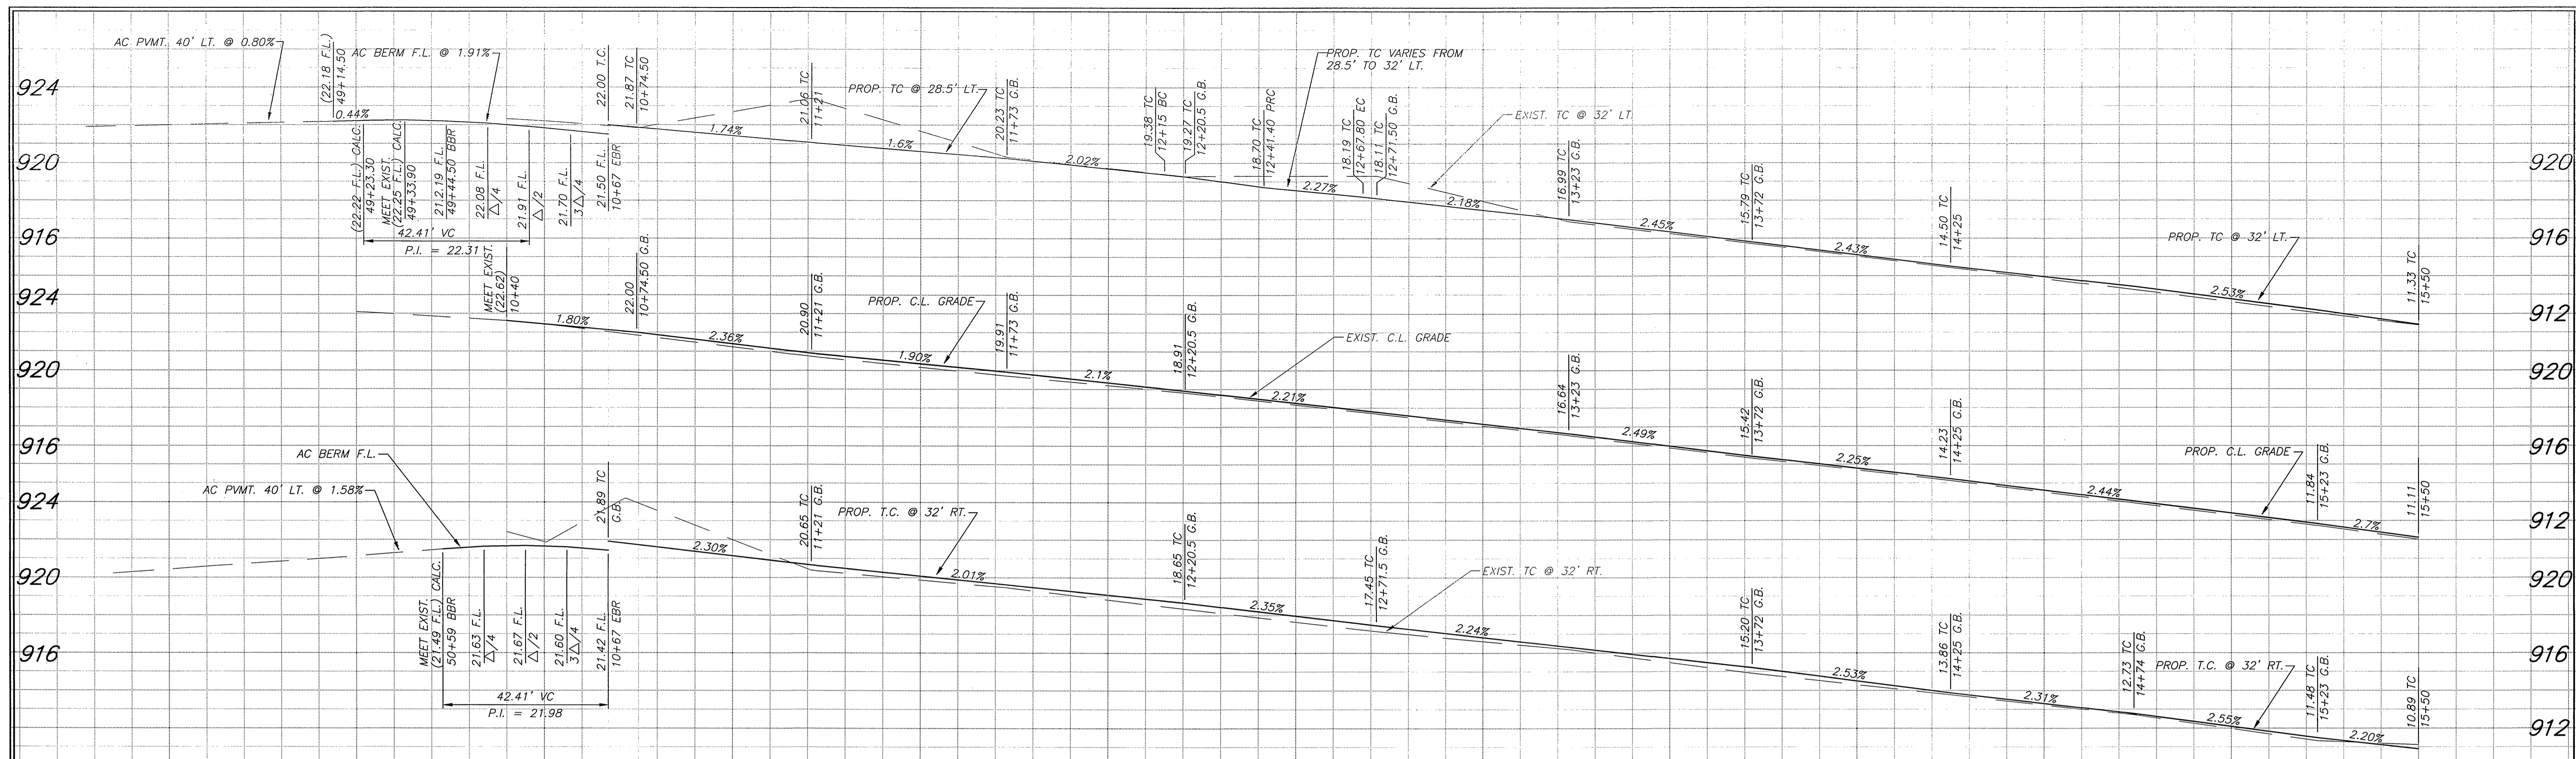 924
920
916
AC PVMT. 40' LT. @ 0.80%
(22.18 F.L.)
49+14.50
0.44%
AC BERM F.L. @ 1.91%
22.00 T.C.
21.87 TC
10+74.50
1.74%
21.06 TC
11+21
PROP. TC @ 28.5' LT.
1.6%
20.23 TC
11+73 G.B.
2.02%
19.38 TC
12+15 BC
19.27 TC
12+20.5 G.B.
18.70 TC
12+41.40 PRC
PROP. TC VARIES FROM
28.5' TO 32' LT.
2.27%
18.19 TC
12+67.80 EC
18.11 TC
12+71.50 G.B.
EXIST. TC @ 32' LT.
2.18%
16.99 TC
13+23 G.B.
2.45%
15.79 TC
13+72 G.B.
2.43%
14.50 TC
14+25
PROP. TC @ 32' LT.
2.53%
11.33 TC
15+50
920
916
912
(22.22 F.L.) CALC.
49+23.30
MEET EXIST.
(22.25 F.L.) CALC.
49+33.90
21.2.19 F.L.
49+44.50 BBR
22.08 F.L.
△/4
21.91 F.L.
△/2
21.70 F.L.
3△/4
21.50 F.L.
10+67 EBR
42.41' VC
P.I. = 22.31
924
920
916
MEET EXIST.
(22.62)
10+40
1.80%
22.00
10+74.50 G.B.
2.36%
20.90
11+21 G.B.
PROP. C.L. GRADE
1.90%
19.91
11+73 G.B.
2.1%
18.91
12+20.5 G.B.
EXIST. C.L. GRADE
2.21%
16.64
13+23 G.B.
2.49%
15.42
13+72 G.B.
2.25%
14.23
14+25 G.B.
2.44%
PROP. C.L. GRADE
11.84
15+23 G.B.
2.7%
11.11
15+50
920
916
912
924
920
916
AC BERM F.L.
AC PVMT. 40' LT. @ 1.58%
21.89 TC
G.B.
2.30%
20.65 TC
11+21 G.B.
PROP. T.C. @ 32' RT.
2.01%
18.65 TC
12+20.5 G.B.
2.35%
17.45 TC
12+71.5 G.B.
EXIST. TC @ 32' RT.
2.24%
15.20 TC
13+72 G.B.
2.53%
13.86 TC
14+25 G.B.
2.31%
12.73 TC
14+74 G.B.
PROP. T.C. @ 32' RT.
2.55%
11.48 TC
15+23 G.B.
2.20%
10.89 TC
15+50
920
916
912
MEET EXIST.
(21.49 F.L.) CALC.
50+59 BBR
21.63 F.L.
△/4
21.67 F.L.
△/2
21.60 F.L.
3△/4
21.42 F.L.
10+67 EBR
42.41' VC
P.I. = 21.98